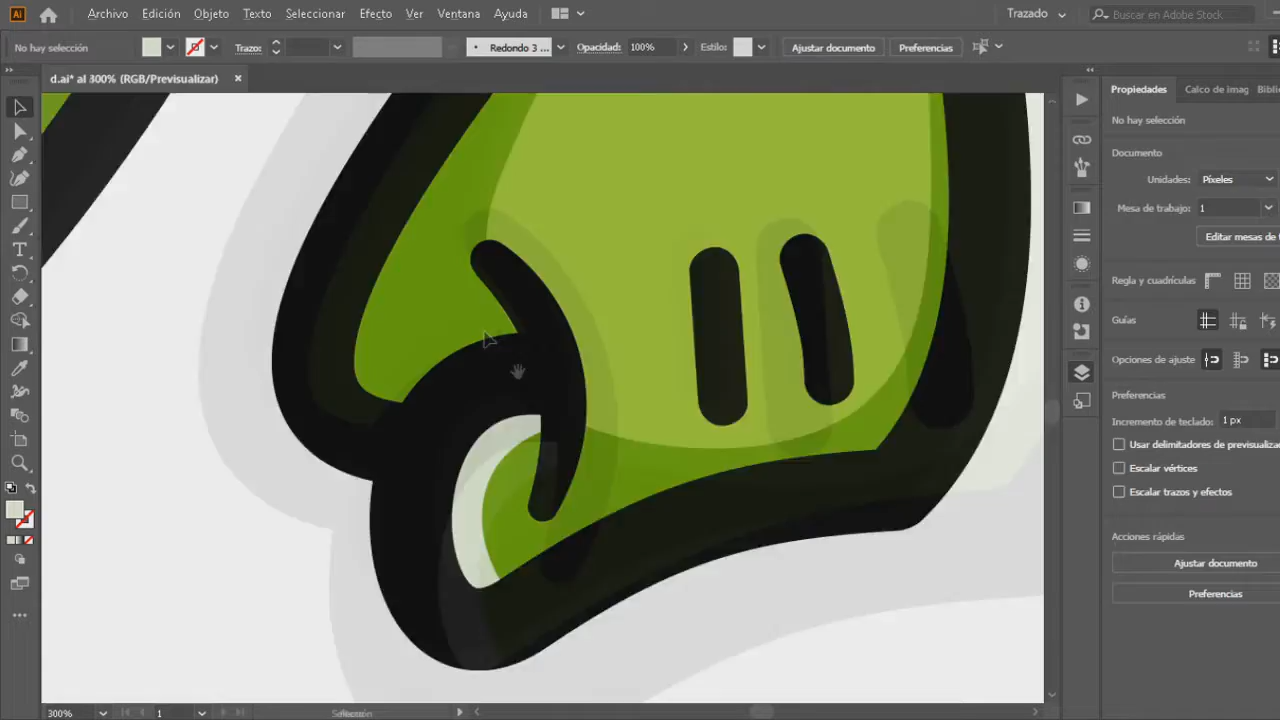 Ai Archivo Edición Objeto Texto Seleccionar Efecto Ver Ventana Ayuda Trazado Buscar en Adobe Stock
No hay selección Trazo: Redondo 3 ... Opacidad: 100% Estilo: Ajustar documento Preferencias
d.ai* al 300% (RGB/Previsualizar) ×
Propiedades Calco de imag Biblio
No hay selección
Documento
Unidades: Píxeles
Mesa de trabajo: 1
Editar mesas de t
Regla y cuadrículas
Guías
Opciones de ajuste
Preferencias
Incremento de teclado: 1 px
Usar delimitadores de previsualiza
Escalar vértices
Escalar trazos y efectos
Acciones rápidas
Ajustar documento
Preferencias
300% 1 Selección